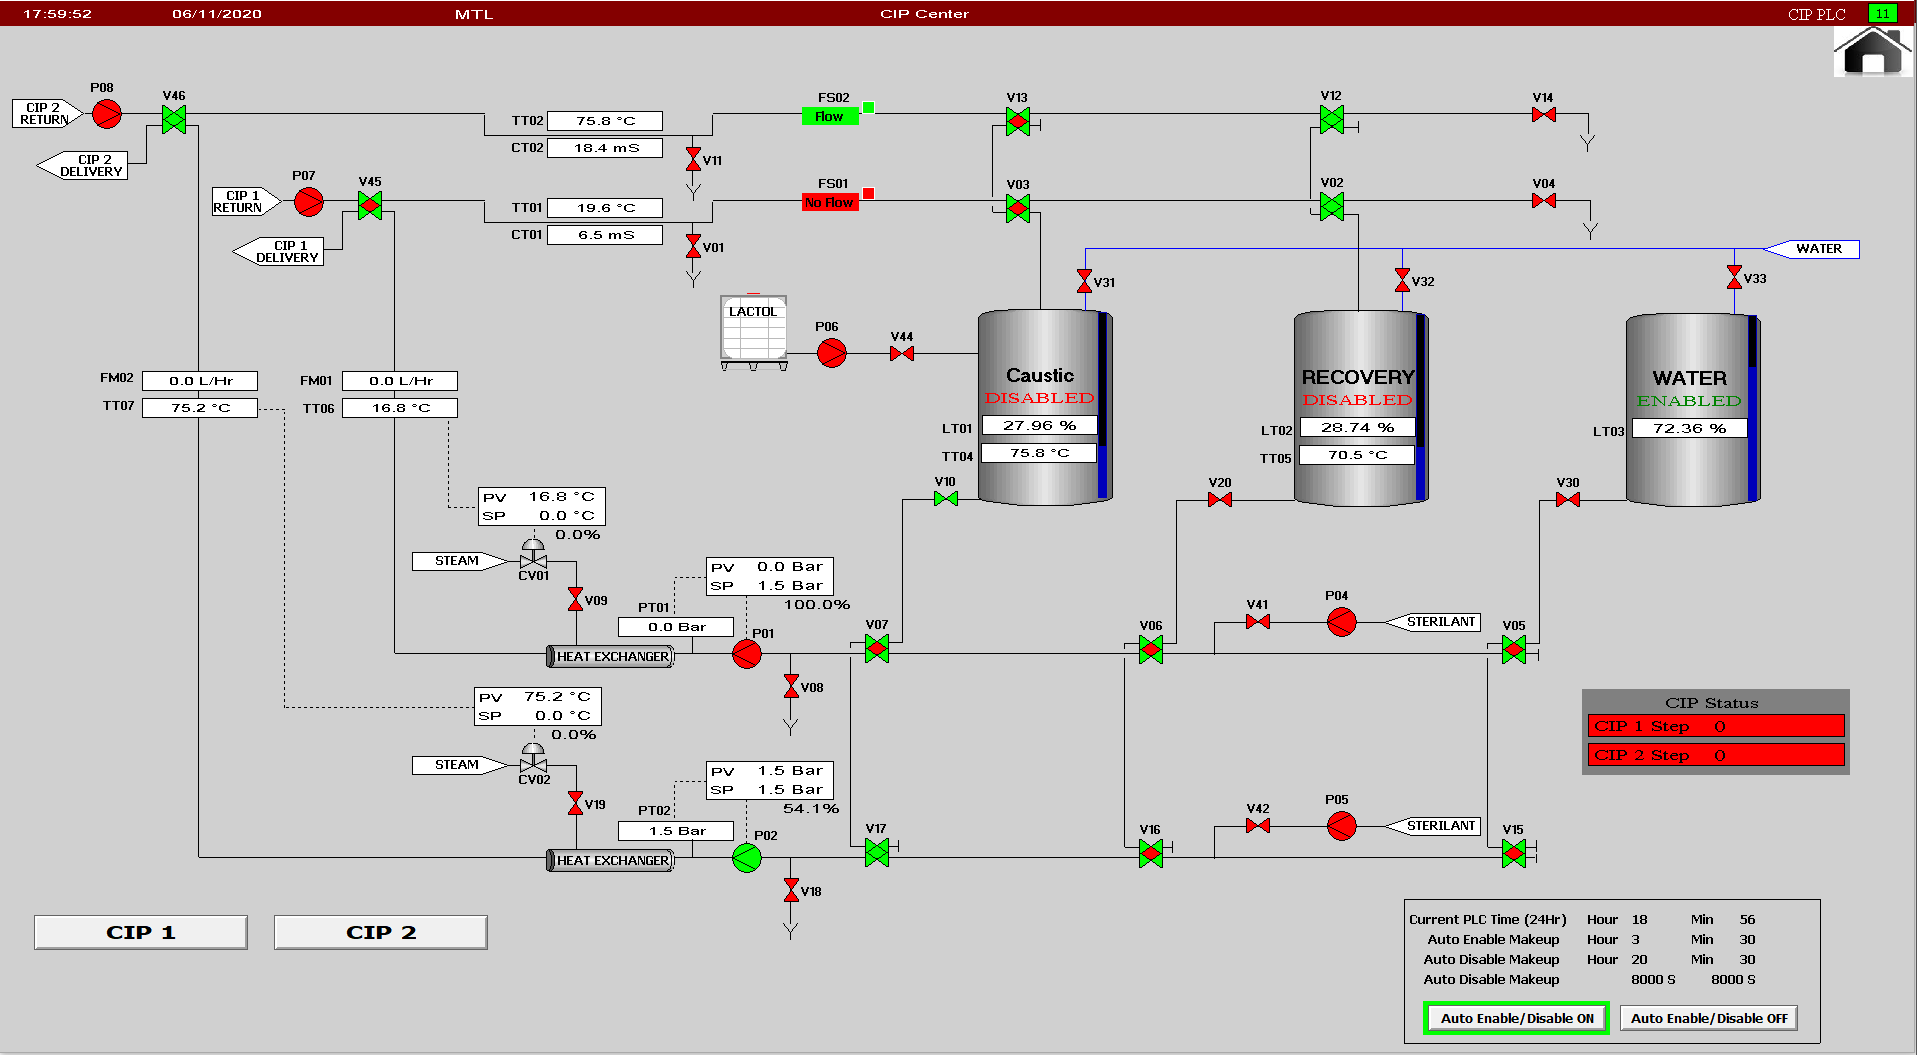 17:59:52 06/11/2020 MTL CIP Center CIP PLC 11
P08 V46 FS02 V13 V12 V14
CIP 2
RETURN
TT02 75.8 °C Flow
CT02 18.4 mS
CIP 2
DELIVERY
V11
P07 V45 FS01 V03 V02 V04
CIP 1
RETURN
TT01 19.6 °C No Flow
CT01 6.5 mS
CIP 1
DELIVERY
V01 WATER
V31 V32 V33
LACTOL P06 V44
FM02 0.0 L/Hr FM01 0.0 L/Hr Caustic RECOVERY WATER
TT07 75.2 °C TT06 16.8 °C DISABLED DISABLED ENABLED
LT01 27.96 % LT02 28.74 % LT03 72.36 %
TT04 75.8 °C TT05 70.5 °C
V10 V20 V30
PV 16.8 °C
SP 0.0 °C
0.0%
STEAM CV01
V09
PV 0.0 Bar
SP 1.5 Bar
100.0%
PT01
0.0 Bar
P01 V07 V06 V41 P04 STERILANT V05
HEAT EXCHANGER
V08
PV 75.2 °C
SP 0.0 °C
0.0%
CIP Status
CIP 1 Step 0
CIP 2 Step 0
STEAM CV02
V19
PV 1.5 Bar
SP 1.5 Bar
54.1%
PT02
1.5 Bar
P02 V17 V16 V42 P05 STERILANT V15
HEAT EXCHANGER
V18
CIP 1 CIP 2
Current PLC Time (24Hr) Hour 18 Min 56
Auto Enable Makeup Hour 3 Min 30
Auto Disable Makeup Hour 20 Min 30
Auto Disable Makeup 8000 S 8000 S
Auto Enable/Disable ON Auto Enable/Disable OFF